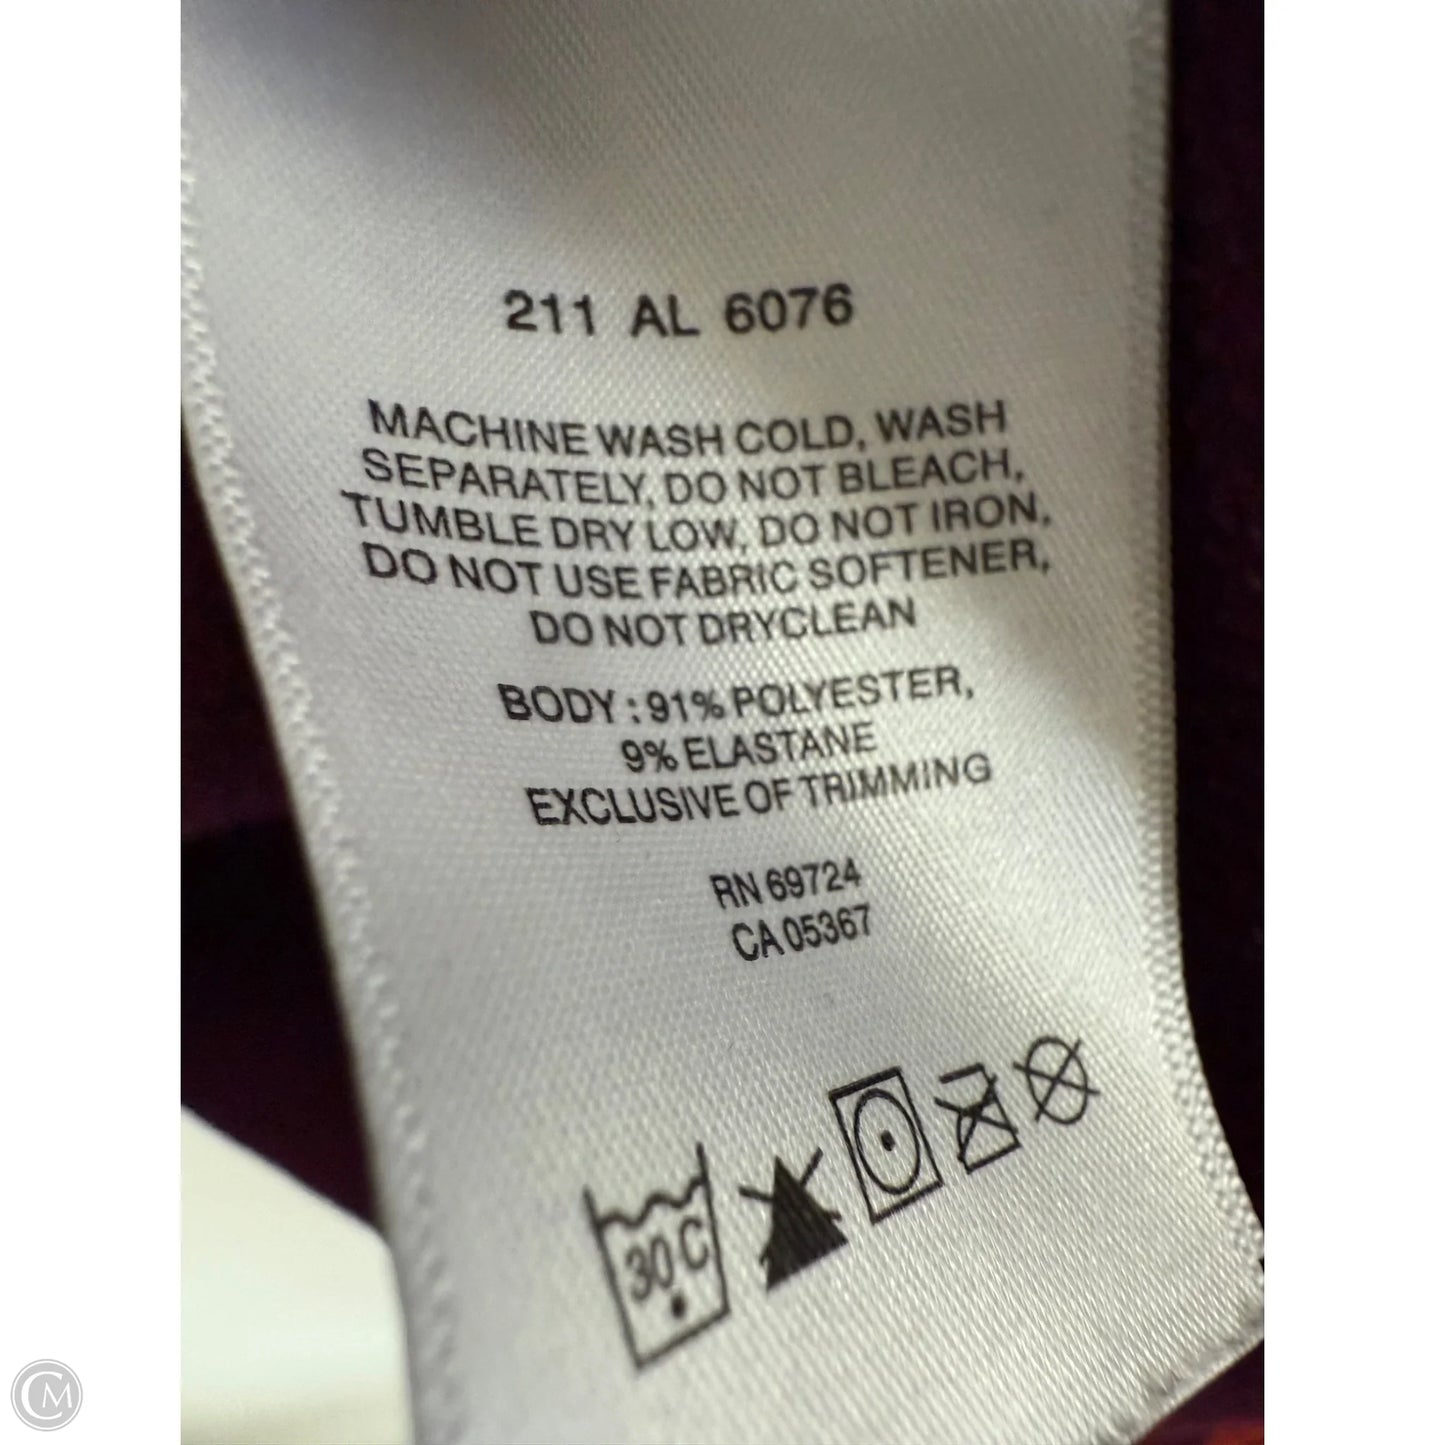 211 AL 6076
MACHINE WASH COLD, WASH
SEPARATELY, DO NOT BLEACH,
TUMBLE DRY LOW, DO NOT IRON,
DO NOT USE FABRIC SOFTENER,
DO NOT DRYCLEAN
BODY : 91% POLYESTER,
9% ELASTANE
EXCLUSIVE OF TRIMMING
RN 69724
CA 05367
30 C
CM